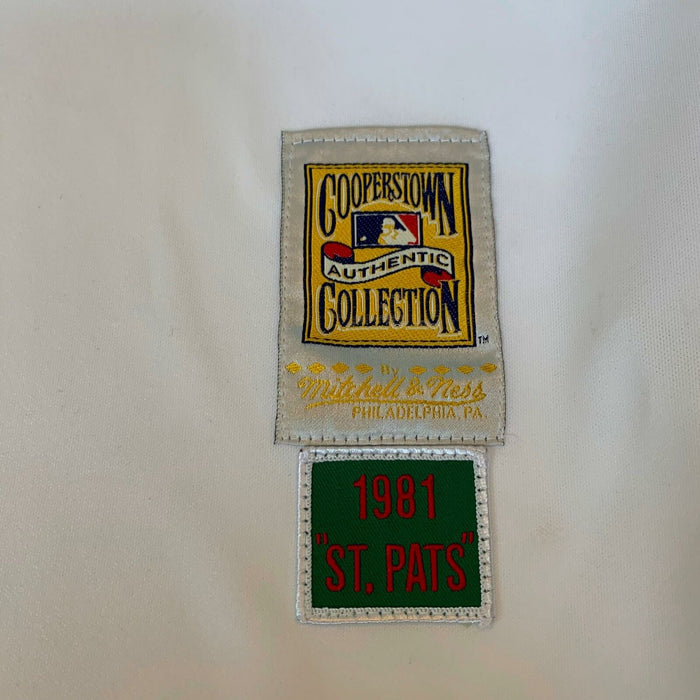 COOPERSTOWN
AUTHENTIC
COLLECTION
TM
By
Mitchell & Ness
PHILADELPHIA, PA.
1981
"ST. PATS"